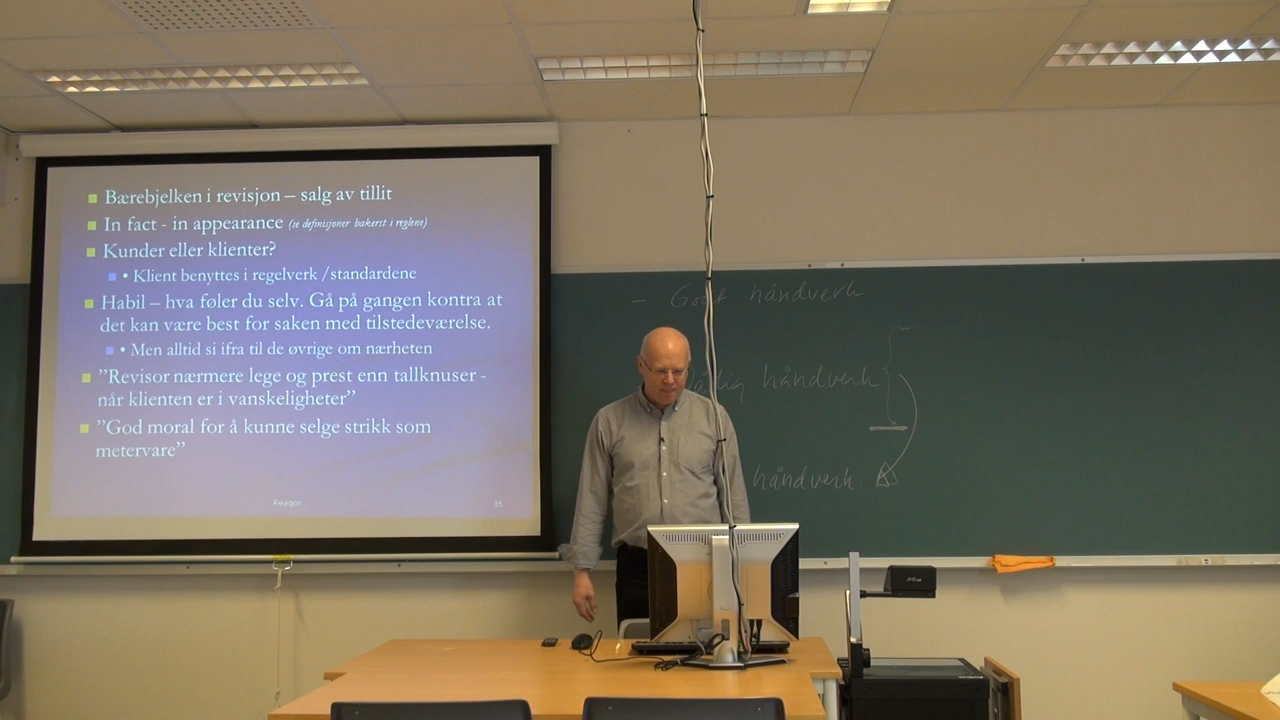 Bærebjelken i revisjon – salg av tillit
In fact - in appearance (se definisjoner bakerst i reglene)
Kunder eller klienter?
• Klient benyttes i regelverk /standardene
Habil – hva føler du selv. Gå på gangen kontra at
det kan være best for saken med tilstedeværelse.
• Men alltid si ifra til de øvrige om nærheten
”Revisor nærmere lege og prest enn tallknuser -
når klienten er i vanskeligheter”
”God moral for å kunne selge strikk som
metervare”
Revisjon 35
– Godt håndverk
håndverk
håndverk